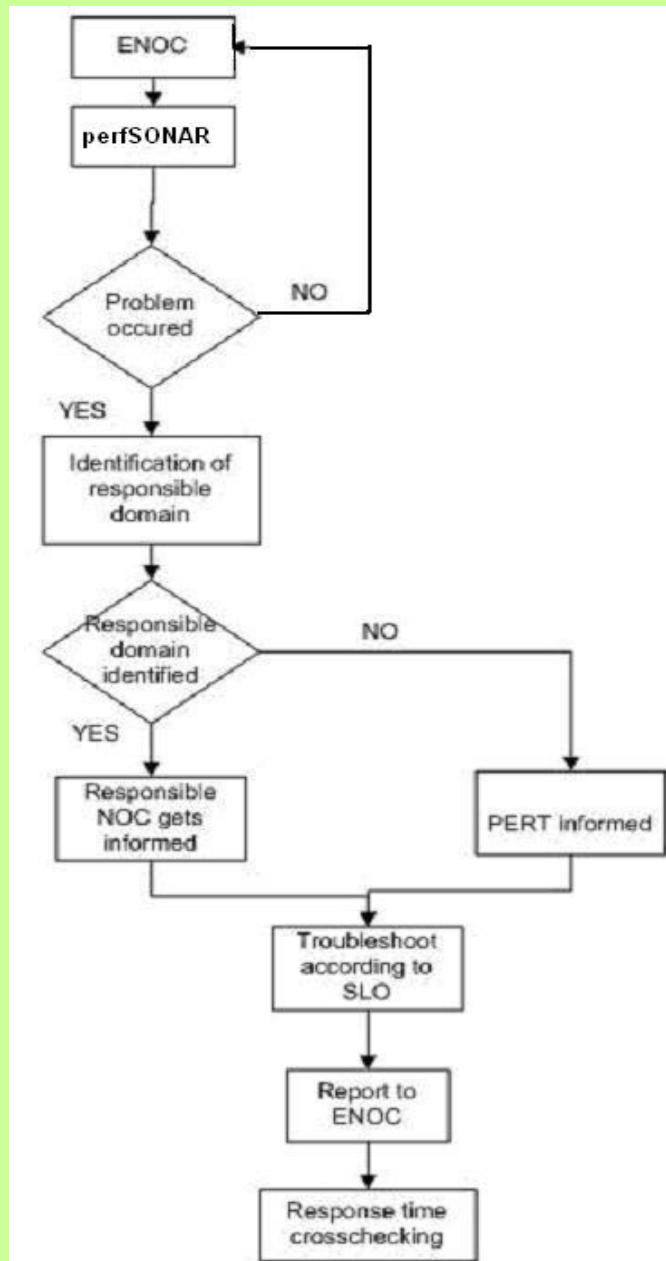 ENOC
perfSONAR
Problem
occured
NO
YES
Identification of
responsible
domain
Responsible
domain
identified
NO
YES
Responsible
NOC gets
informed
PERT informed
Troubleshoot
according to
SLO
Report to
ENOC
Response time
crosschecking